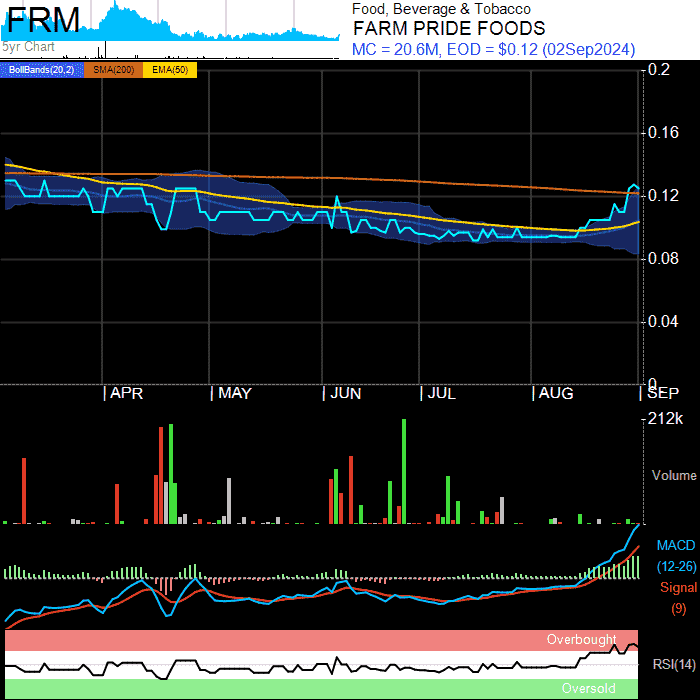 FRM
5yr Chart
Food, Beverage & Tobacco
FARM PRIDE FOODS
MC = 20.6M, EOD = $0.12 (02Sep2024)
BollBands(20,2) SMA(200) EMA(50)
0.2
0.16
0.12
0.08
0.04
0
APR MAY JUN JUL AUG SEP
212k
Volume
MACD
(12-26)
Signal
(9)
Overbought
RSI(14)
Oversold